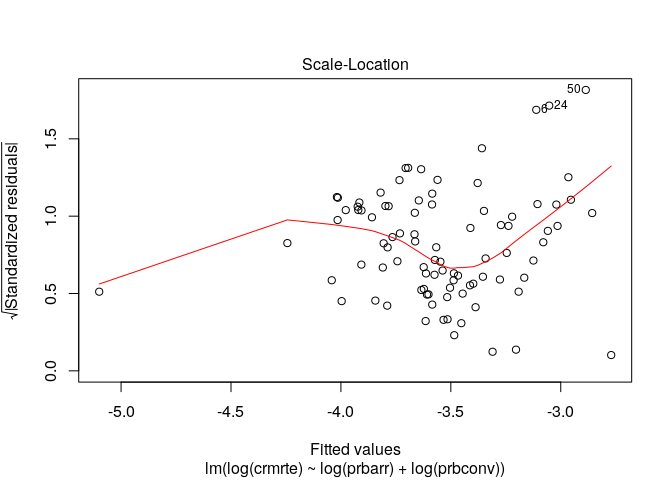 Scale-Location
√|Standardized residuals|
1.5
1.0
0.5
0.0
50
6
24
-5.0 -4.5 -4.0 -3.5 -3.0
Fitted values
lm(log(crmrte) ~ log(prbarr) + log(prbconv))